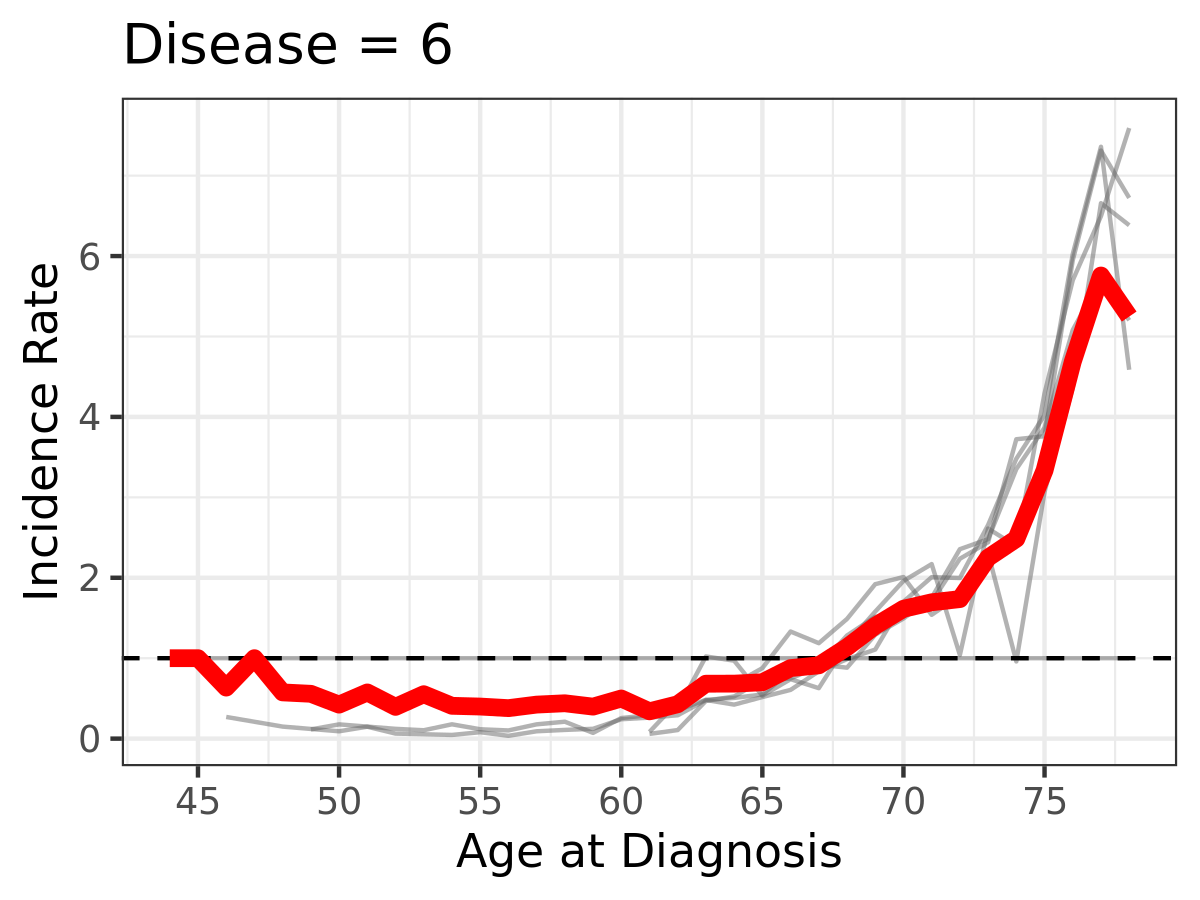 Disease = 6
Incidence Rate
6
4
2
0
45 50 55 60 65 70 75
Age at Diagnosis